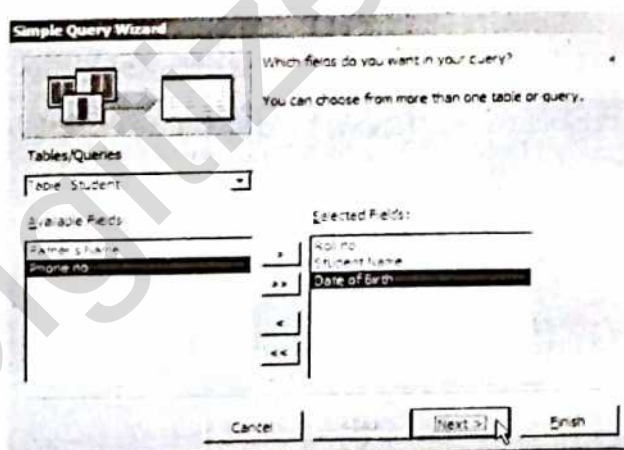 Simple Query Wizard
Which fields do you want in your query?
You can choose from more than one table or query.
Tables/Queries
Table: Student
Available Fields:
Selected Fields:
Father's Name
Phone no
Roll no
Student Name
Date of Birth
>
>>
<
<<
Cancel
Next >
Finish